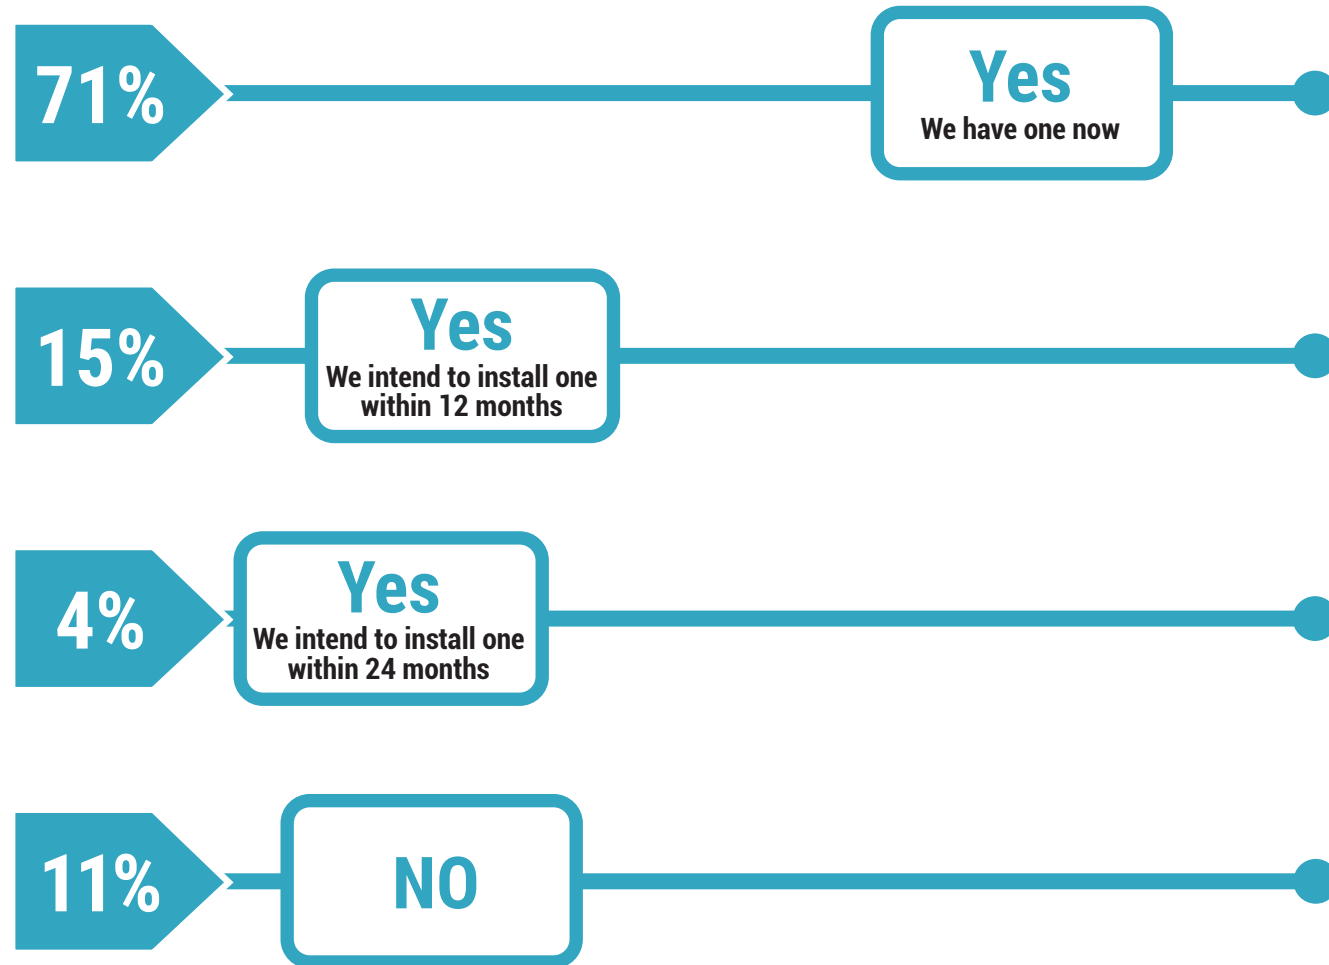 71%
Yes
We have one now
15%
Yes
We intend to install one
within 12 months
4%
Yes
We intend to install one
within 24 months
11%
NO